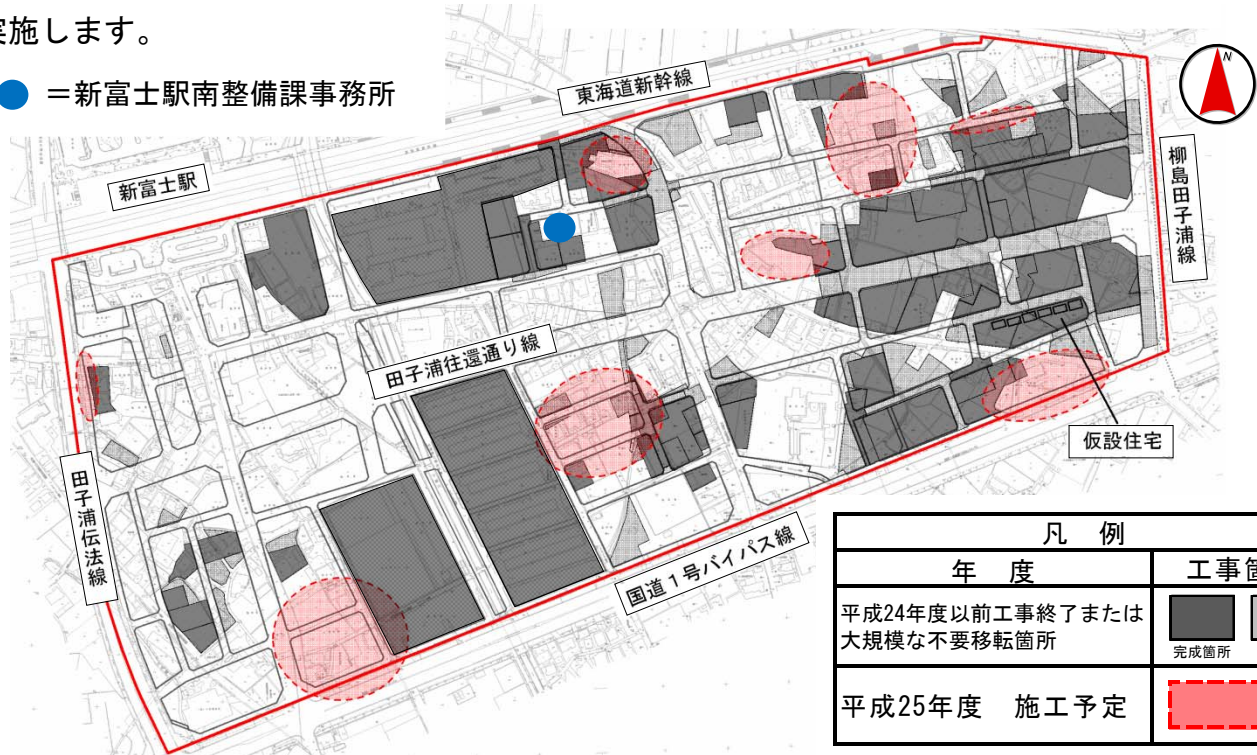 実施します。
＝新富士駅南整備課事務所
N
東海道新幹線
新富士駅
柳島田子浦線
田子浦往還通り線
仮設住宅
田子浦伝法線
国道１号バイパス線
凡 例
年 度
工事箇
平成24年度以前工事終了または
大規模な不要移転箇所
完成箇所
平成25年度 施工予定